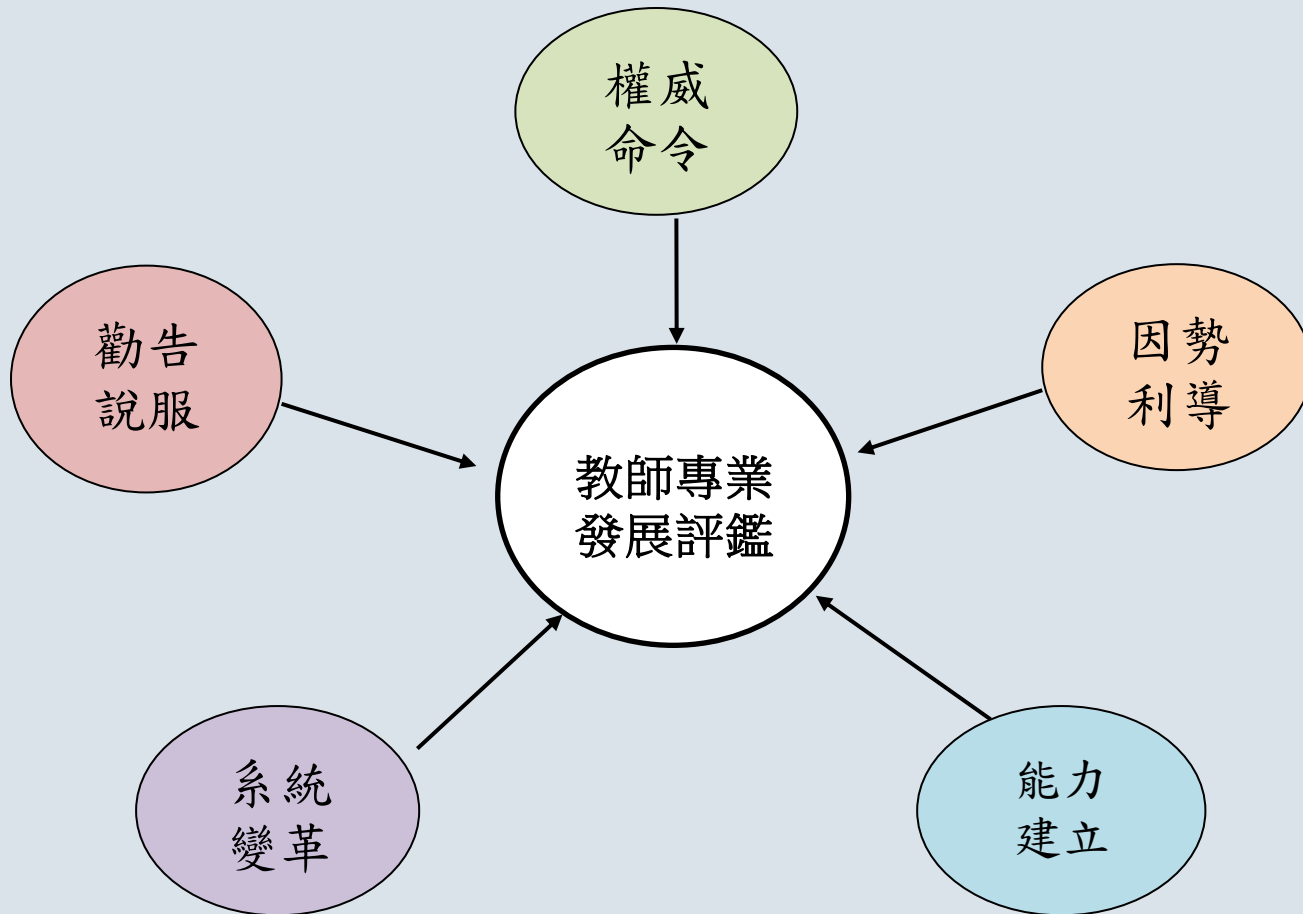 權威
命令
勸告
說服
因勢
利導
教師專業
發展評鑑
系統
變革
能力
建立